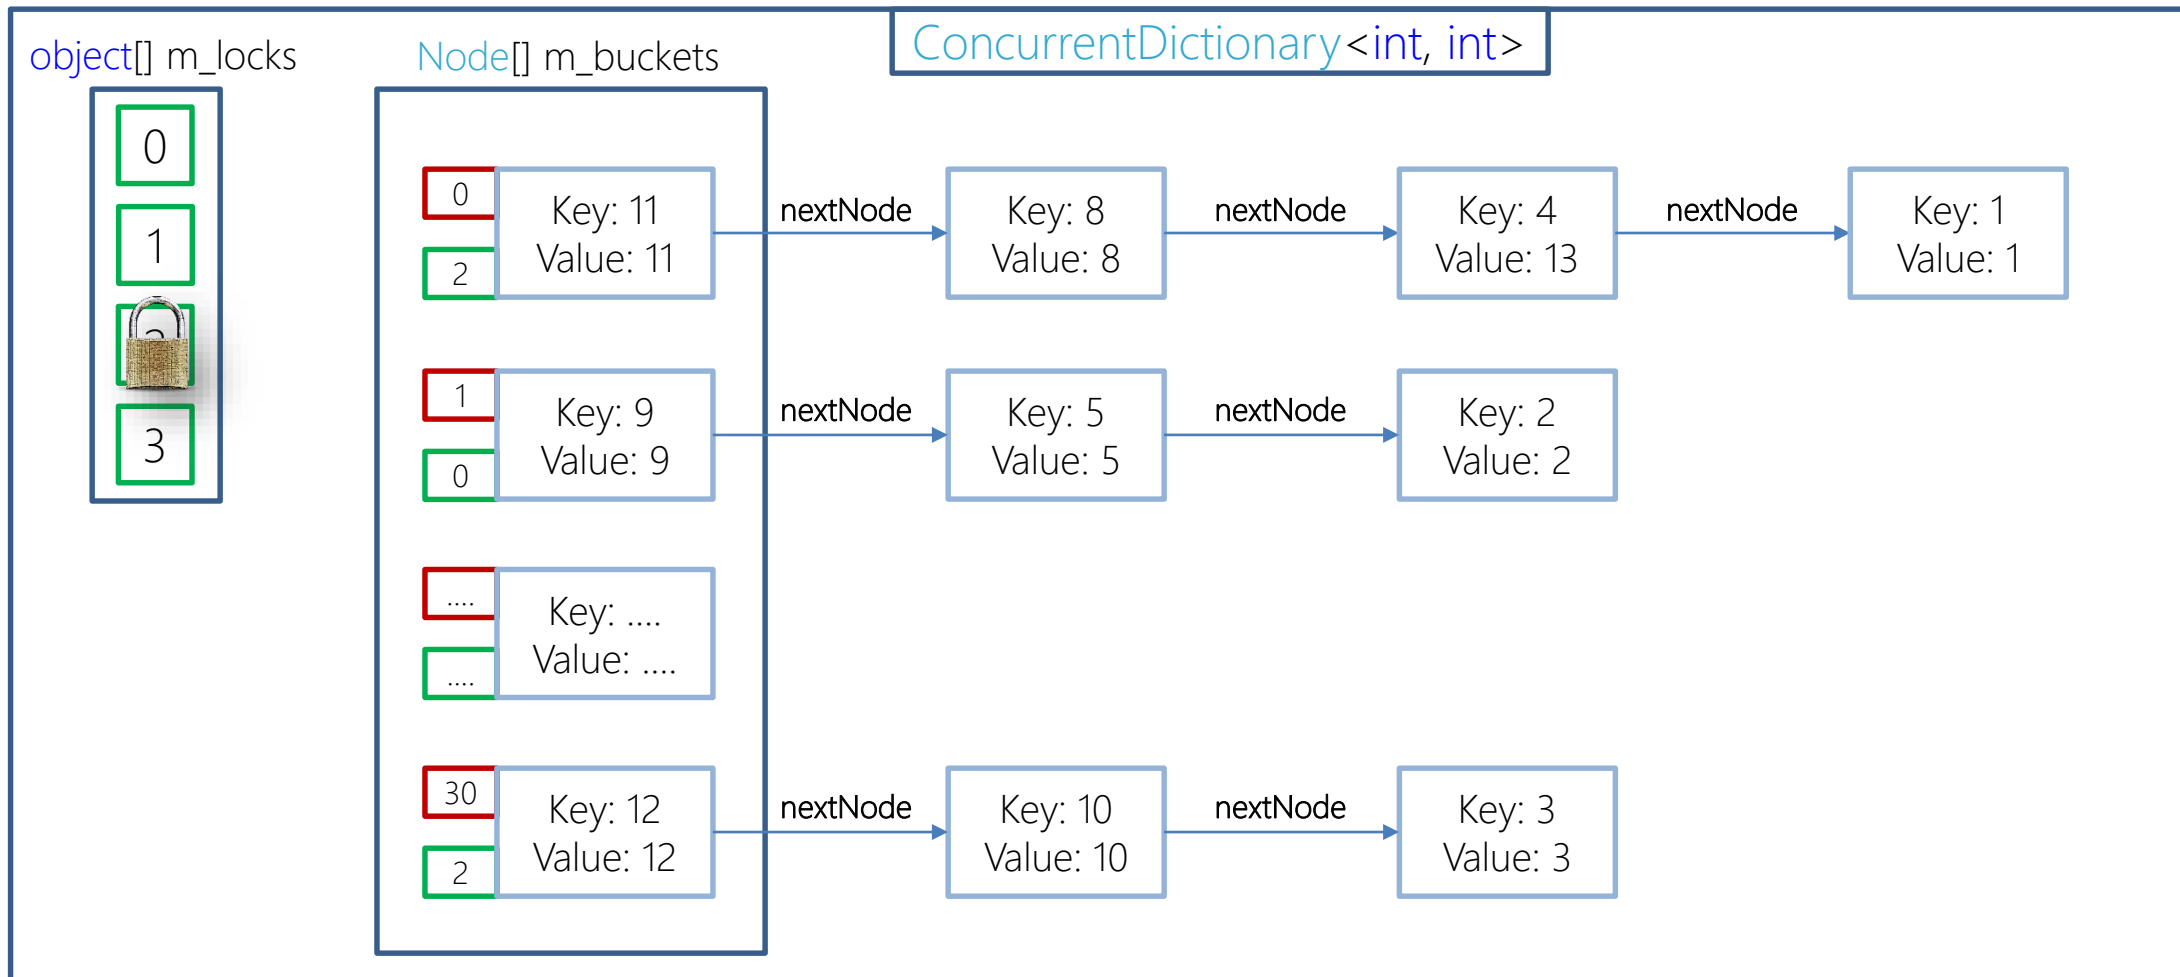 ConcurrentDictionary<int, int>
object[] m_locks
Node[] m_buckets
0
1
3
0
2
Key: 11
Value: 11
nextNode
Key: 8
Value: 8
nextNode
Key: 4
Value: 13
nextNode
Key: 1
Value: 1
1
0
Key: 9
Value: 9
nextNode
Key: 5
Value: 5
nextNode
Key: 2
Value: 2
....
....
Key: ....
Value: ....
30
2
Key: 12
Value: 12
nextNode
Key: 10
Value: 10
nextNode
Key: 3
Value: 3